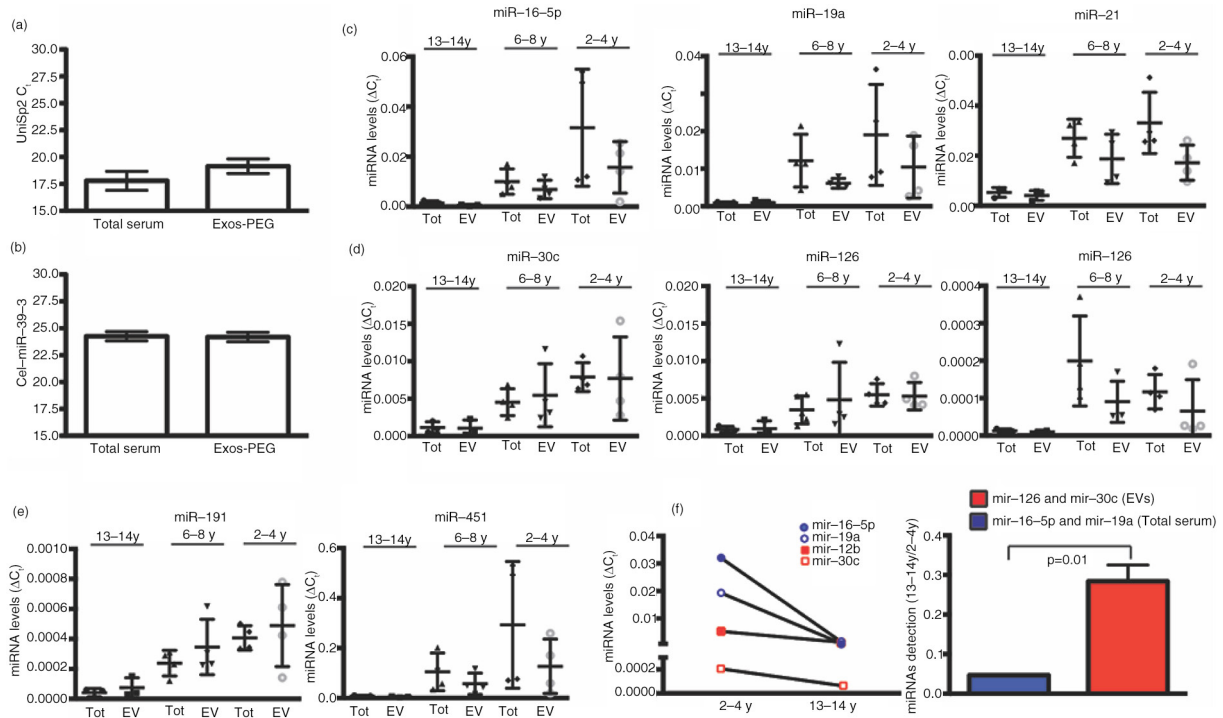 (a)
30.0
27.5
25.0
22.5
20.0
17.5
15.0
UniSp2 Ct
Total serum
Exos-PEG
(b)
30.0
27.5
25.0
22.5
20.0
17.5
15.0
Cel–miR–39–3
Total serum
Exos-PEG
(c)
miR–16–5p
13–14y
6–8 y
2–4 y
0.06
0.04
0.02
0.00
miRNA levels (ΔCt)
Tot EV Tot EV Tot EV
miR–19a
13–14y
6–8 y
2–4 y
0.04
0.02
0.01
0.00
miRNA levels (ΔCt)
Tot EV Tot EV Tot EV
miR–21
13–14y
6–8 y
2–4 y
0.00
0.04
0.02
0.00
miRNA levels (ΔCt)
Tot EV Tot EV Tot EV
(d)
miR–30c
13–14y
6–8 y
2–4 y
0.020
0.015
0.010
0.005
0.000
miRNA levels (ΔCt)
Tot EV Tot EV Tot EV
miR–126
13–14y
6–8 y
2–4 y
0.020
0.015
0.010
0.005
0.000
miRNA levels (ΔCt)
Tot EV Tot EV Tot EV
miR–126
13–14y
6–8 y
2–4 y
0.0004
0.0003
0.0002
0.0001
0.0000
miRNA levels (ΔCt)
Tot EV Tot EV Tot EV
(e)
miR–191
13–14y
6–8 y
2–4 y
0.0010
0.0008
0.0006
0.0004
0.0002
0.0000
miRNA levels (ΔCt)
Tot EV Tot EV Tot EV
miR–451
13–14y
6–8 y
2–4 y
0.6
0.4
0.2
0.0
miRNA levels (ΔCt)
Tot EV Tot EV Tot EV
(f)
mir–16–5p
mir–19a
mir–12b
mir–30c
0.04
0.03
0.01
0.0002
0.0000
miRNA levels (ΔCt)
2–4 y
13–14 y
mir–126 and mir–30c (EVs)
mir–16–5p and mir–19a (Total serum)
p=0.01
0.4
0.3
0.2
0.1
0.0
miRNAs detection (13–14y/2–4y)